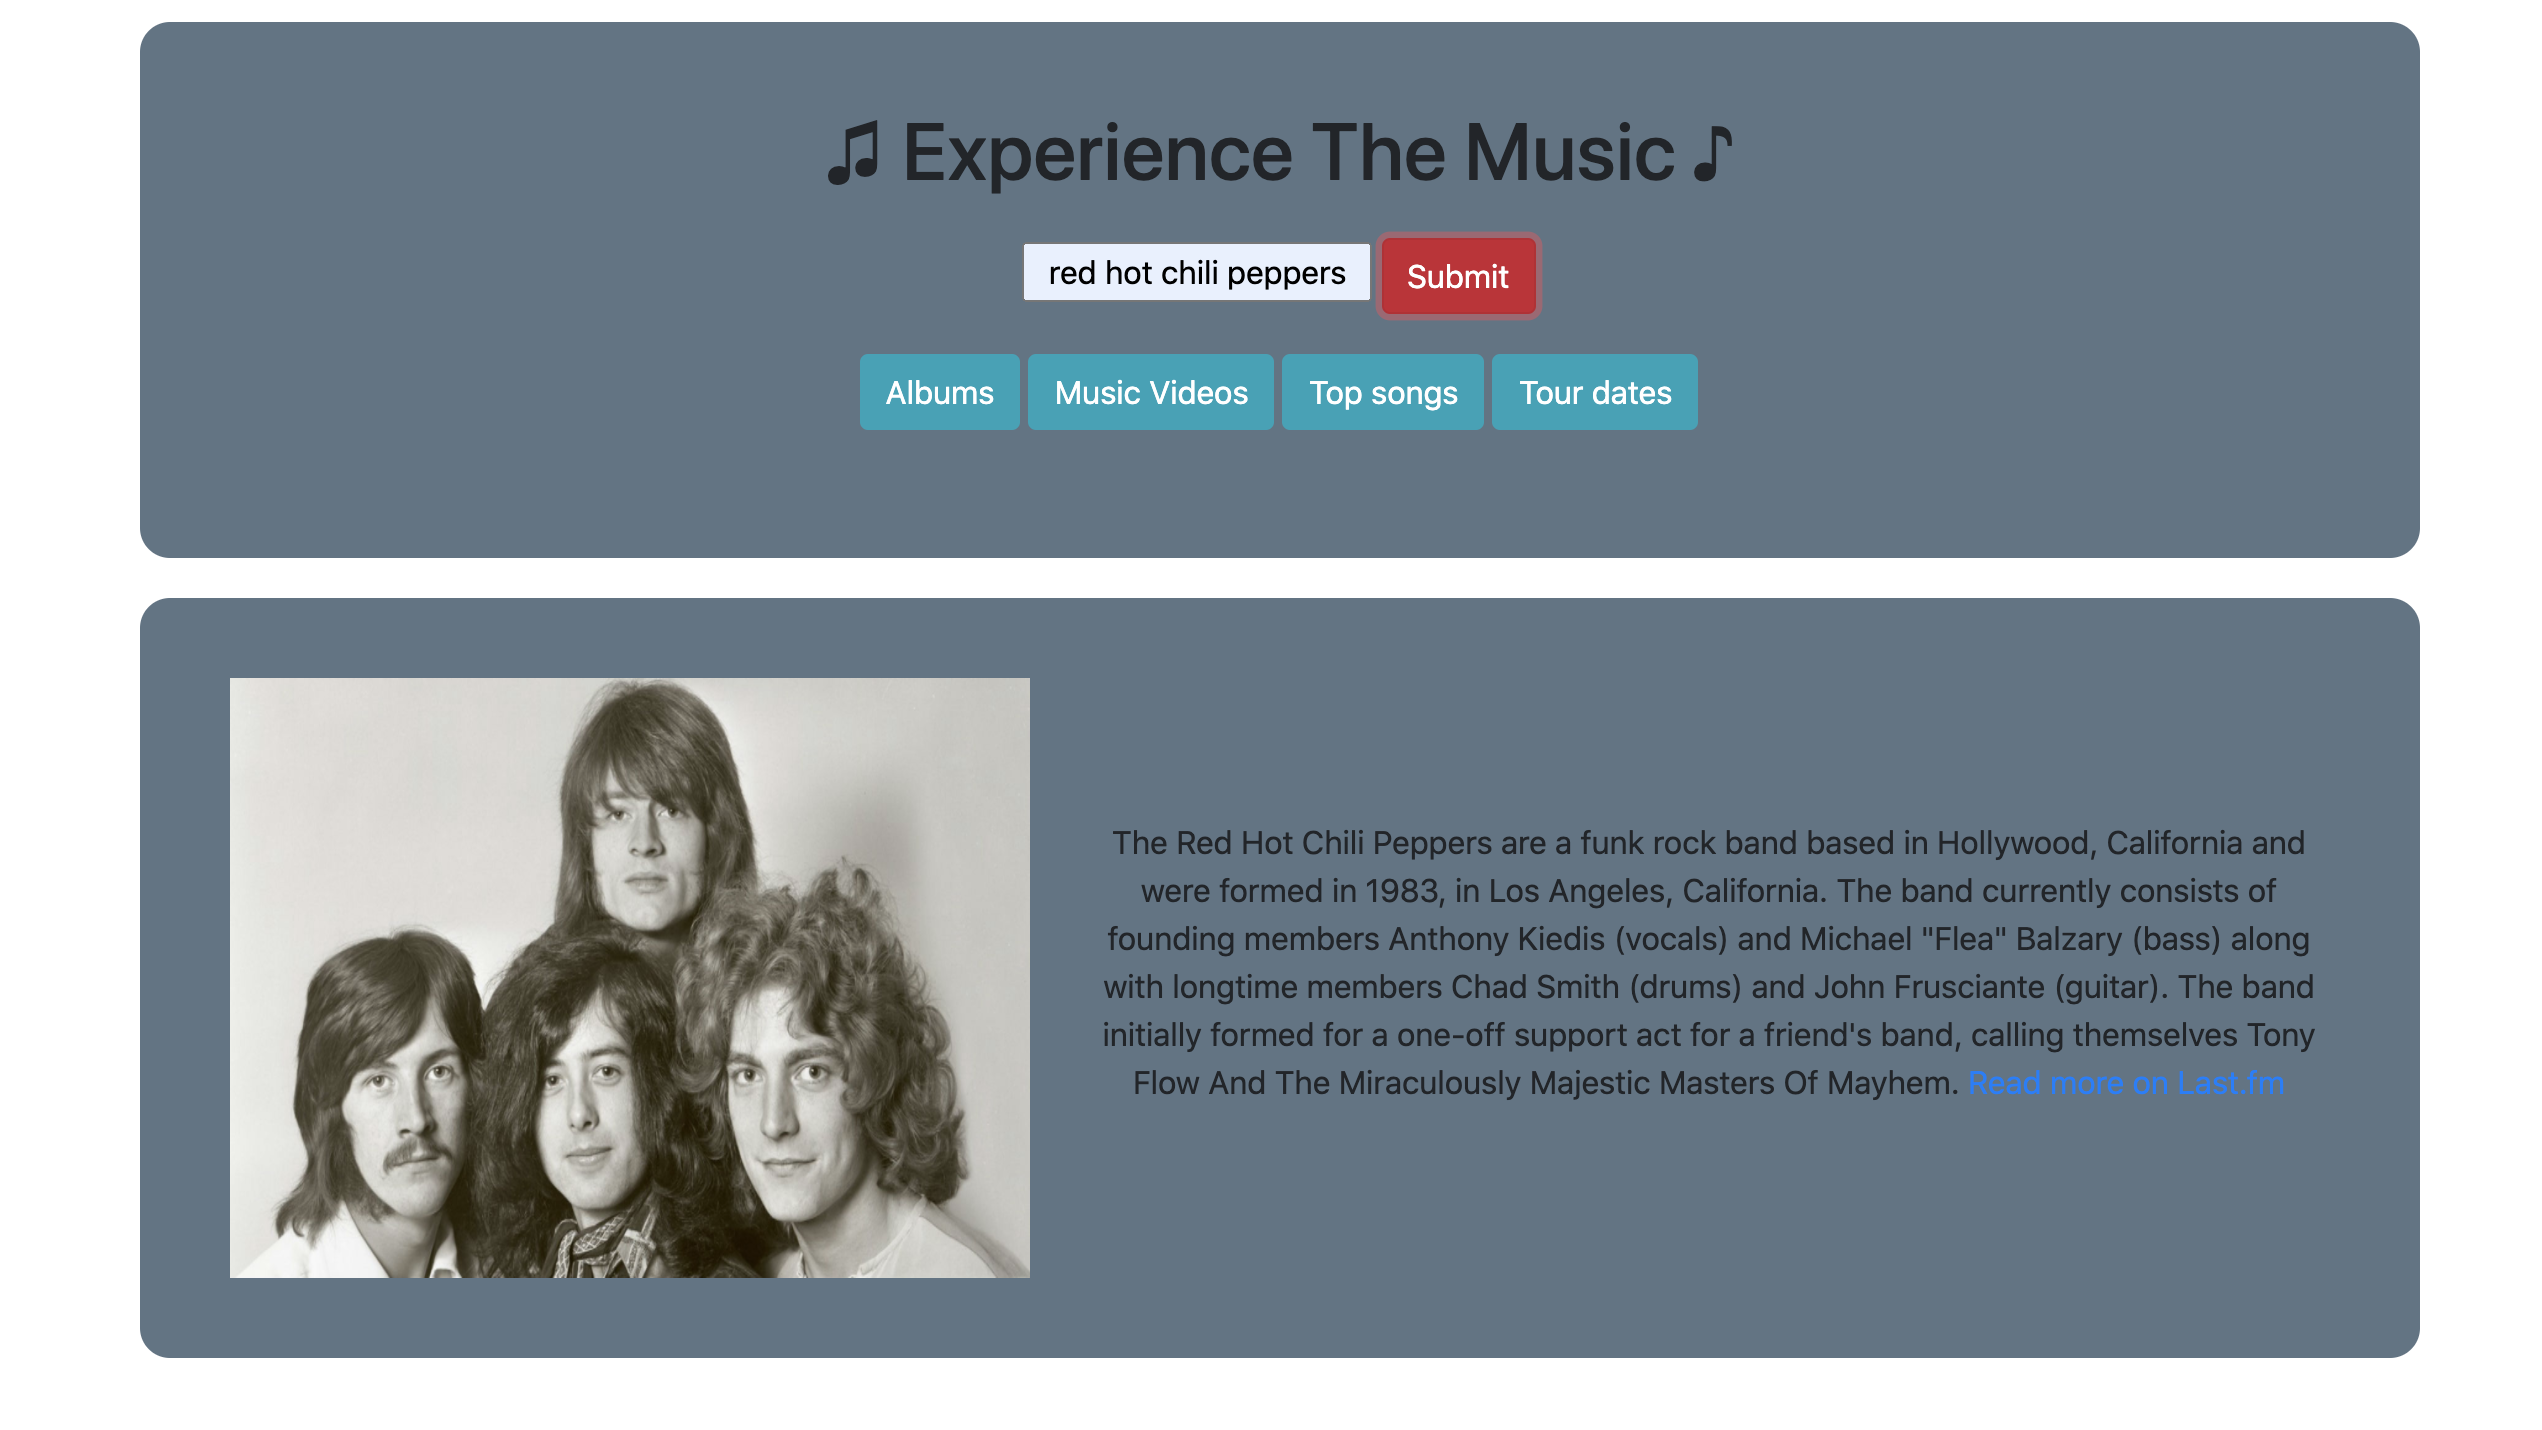 ♫ Experience The Music ♪
red hot chili peppers
Submit
Albums
Music Videos
Top songs
Tour dates
The Red Hot Chili Peppers are a funk rock band based in Hollywood, California and
were formed in 1983, in Los Angeles, California. The band currently consists of
founding members Anthony Kiedis (vocals) and Michael "Flea" Balzary (bass) along
with longtime members Chad Smith (drums) and John Frusciante (guitar). The band
initially formed for a one-off support act for a friend's band, calling themselves Tony
Flow And The Miraculously Majestic Masters Of Mayhem. Read more on Last.fm